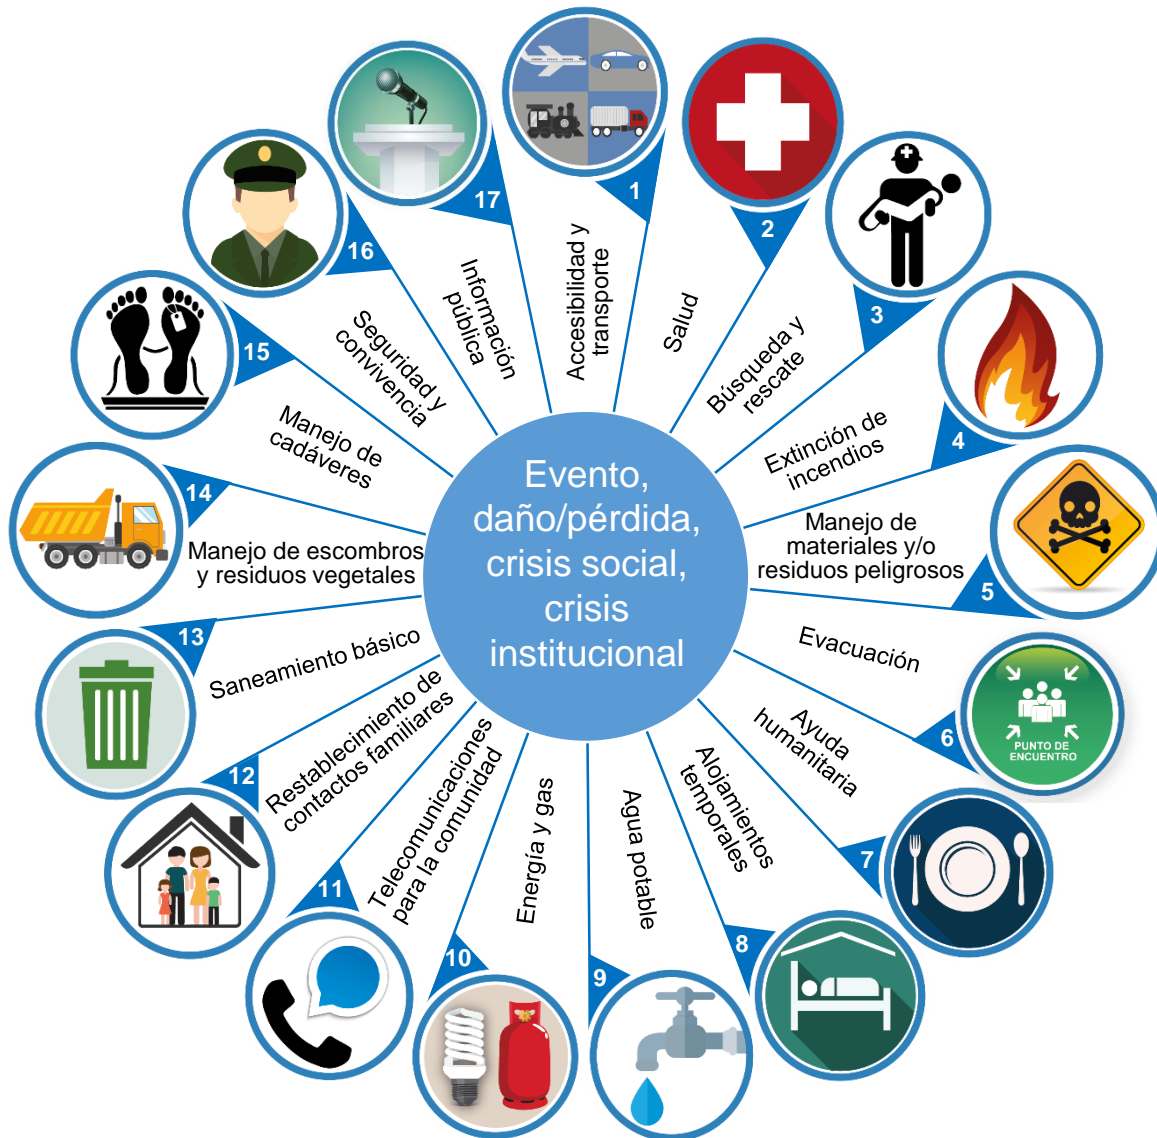 Evento,
daño/pérdida,
crisis social,
crisis
institucional
1
Accesibilidad y
transporte
2
Salud
3
Búsqueda y
rescate
4
Extinción de
incendios
5
Manejo de
materiales y/o
residuos peligrosos
6
Evacuación
PUNTO DE
ENCUENTRO
7
Ayuda
humanitaria
8
Alojamientos
temporales
9
Agua potable
10
Energía y gas
11
Telecomunicaciones
para la comunidad
12
Restablecimiento de
contactos familiares
13
Saneamiento básico
14
Manejo de escombros
y residuos vegetales
15
Manejo de
cadáveres
16
Seguridad y
convivencia
17
Información
pública